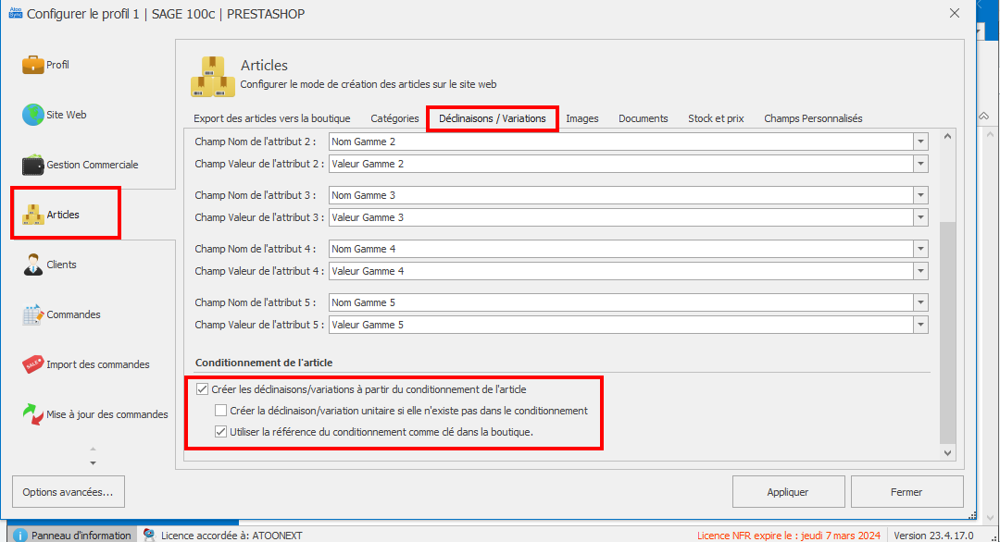 Atoo
Sync
Configurer le profil 1 | SAGE 100c | PRESTASHOP
Profil
Site Web
Gestion Commerciale
Articles
Clients
Commandes
SALE
Import des commandes
Mise à jour des commandes
Options avancées...
Articles
Configurer le mode de création des articles sur le site web
Export des articles vers la boutique
Catégories
Déclinaisons / Variations
Images
Documents
Stock et prix
Champs Personnalisés
Champ Nom de l'attribut 2 : Nom Gamme 2
Champ Valeur de l'attribut 2 : Valeur Gamme 2
Champ Nom de l'attribut 3 : Nom Gamme 3
Champ Valeur de l'attribut 3 : Valeur Gamme 3
Champ Nom de l'attribut 4 : Nom Gamme 4
Champ Valeur de l'attribut 4 : Valeur Gamme 4
Champ Nom de l'attribut 5 : Nom Gamme 5
Champ Valeur de l'attribut 5 : Valeur Gamme 5
Conditionnement de l'article
Créer les déclinaisons/variations à partir du conditionnement de l'article
Créer la déclinaison/variation unitaire si elle n'existe pas dans le conditionnement
Utiliser la référence du conditionnement comme clé dans la boutique.
Appliquer
Fermer
Panneau d'information
Licence accordée à: ATOONEXT
Licence NFR expire le : jeudi 7 mars 2024
Version 23.4.17.0